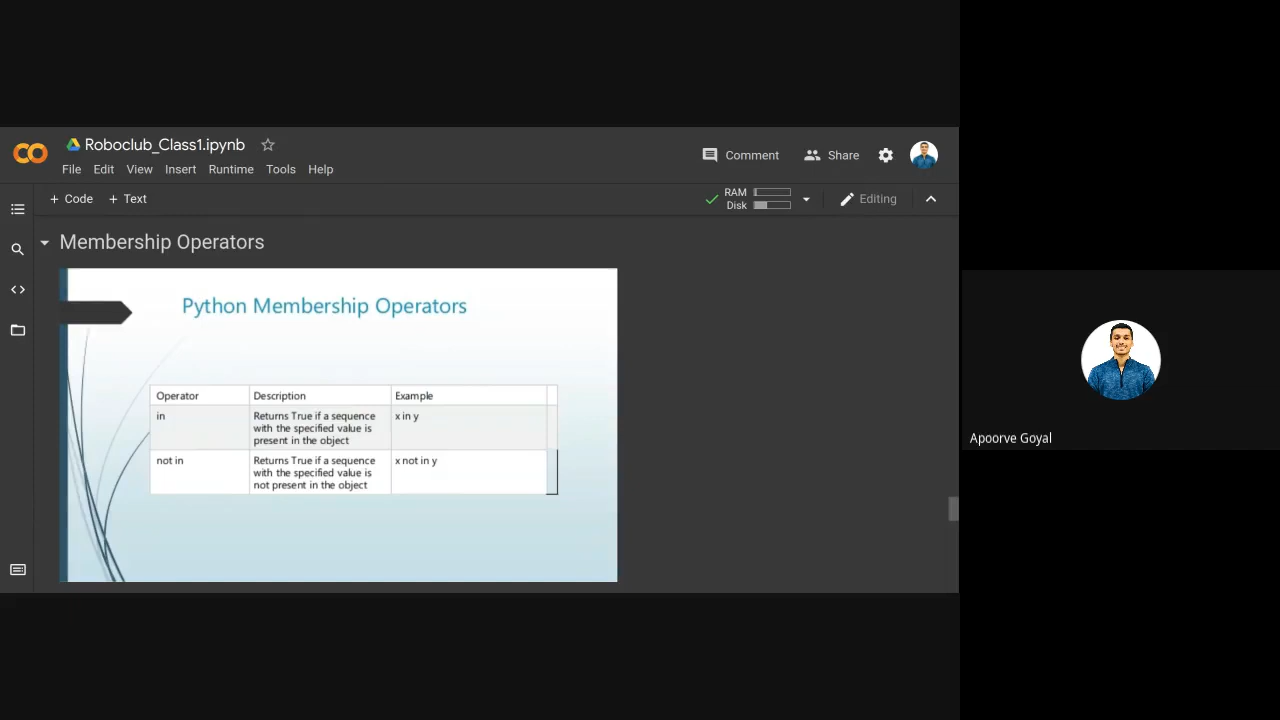 Roboclub_Class1.ipynb
File Edit View Insert Runtime Tools Help
Comment Share
+ Code + Text
RAM
Disk
Editing
Membership Operators
Python Membership Operators
Operator Description Example
in Returns True if a sequence x in y
with the specified value is
present in the object
not in Returns True if a sequence x not in y
with the specified value is
not present in the object
Apoorve Goyal